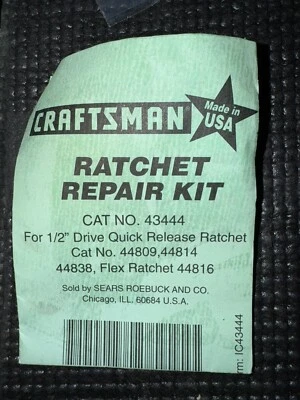 CRAFTSMAN
Made in
USA
RATCHET
REPAIR KIT
CAT NO. 43444
For 1/2" Drive Quick Release Ratchet
Cat No. 44809,44814
44838, Flex Ratchet 44816
Sold by SEARS ROEBUCK AND CO.
Chicago, ILL. 60684 U.S.A.
rm: IC43444